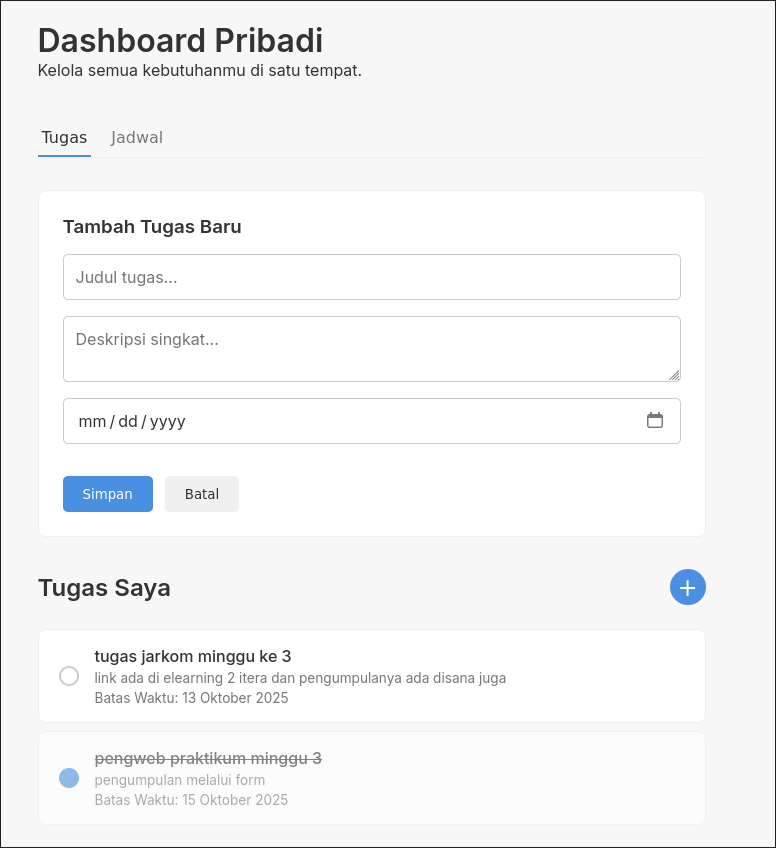 Dashboard Pribadi
Kelola semua kebutuhanmu di satu tempat.
Tugas Jadwal
Tambah Tugas Baru
Judul tugas...
Deskripsi singkat...
mm / dd / yyyy
Simpan Batal
Tugas Saya +
tugas jarkom minggu ke 3
link ada di elearning 2 itera dan pengumpulanya ada disana juga
Batas Waktu: 13 Oktober 2025
pengweb praktikum minggu 3
pengumpulan melalui form
Batas Waktu: 15 Oktober 2025